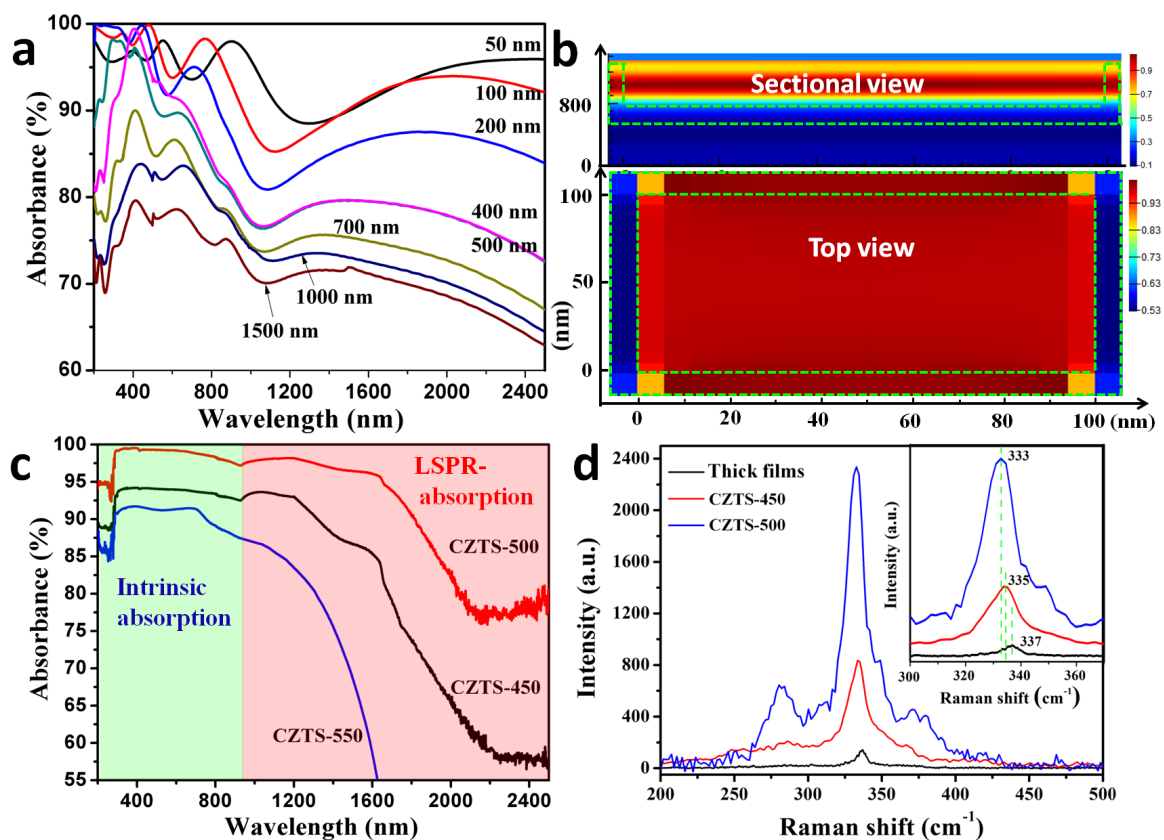 a
100
90
80
70
60
Absorbance (%)
400
800
1200
1600
2000
2400
Wavelength (nm)
50 nm
100 nm
200 nm
400 nm
500 nm
700 nm
1000 nm
1500 nm
b
800
0
Sectional view
0.9
0.7
0.5
0.3
0.1
100
50
0
(nm)
Top view
0.93
0.83
0.73
0.63
0.53
0
20
40
60
80
100
(nm)
c
100
95
90
85
80
75
70
65
60
55
Absorbance (%)
Intrinsic
absorption
LSPR-
absorption
CZTS-500
CZTS-450
CZTS-550
400
800
1200
1600
2000
2400
Wavelength (nm)
d
2400
2100
1800
1500
1200
800
400
0
Intensity (a.u.)
Thick films
CZTS-450
CZTS-500
200
250
300
350
400
450
500
Raman shift (cm-1)
Intensity (a.u.)
333
335
337
300
320
340
360
Raman shift (cm-1)